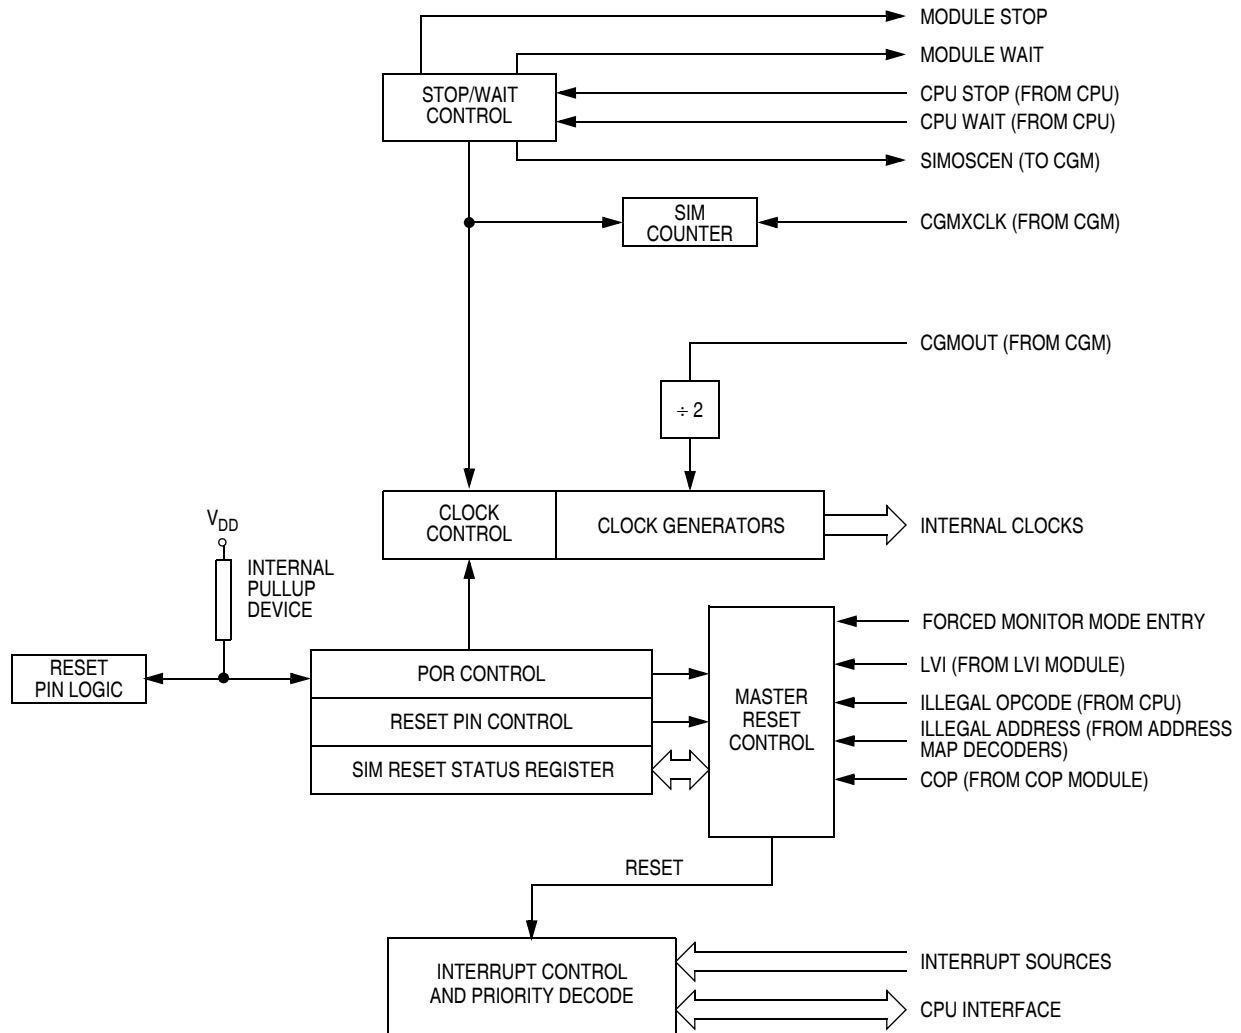 MODULE STOP
MODULE WAIT
STOP/WAIT
CONTROL
CPU STOP (FROM CPU)
CPU WAIT (FROM CPU)
SIMOSCEN (TO CGM)
SIM
COUNTER
CGMXCLK (FROM CGM)
CGMOUT (FROM CGM)
÷ 2
CLOCK
CONTROL
CLOCK GENERATORS
INTERNAL CLOCKS
VDD
INTERNAL
PULLUP
DEVICE
FORCED MONITOR MODE ENTRY
RESET
PIN LOGIC
POR CONTROL
RESET PIN CONTROL
SIM RESET STATUS REGISTER
MASTER
RESET
CONTROL
LVI (FROM LVI MODULE)
ILLEGAL OPCODE (FROM CPU)
ILLEGAL ADDRESS (FROM ADDRESS
MAP DECODERS)
COP (FROM COP MODULE)
RESET
INTERRUPT CONTROL
AND PRIORITY DECODE
INTERRUPT SOURCES
CPU INTERFACE